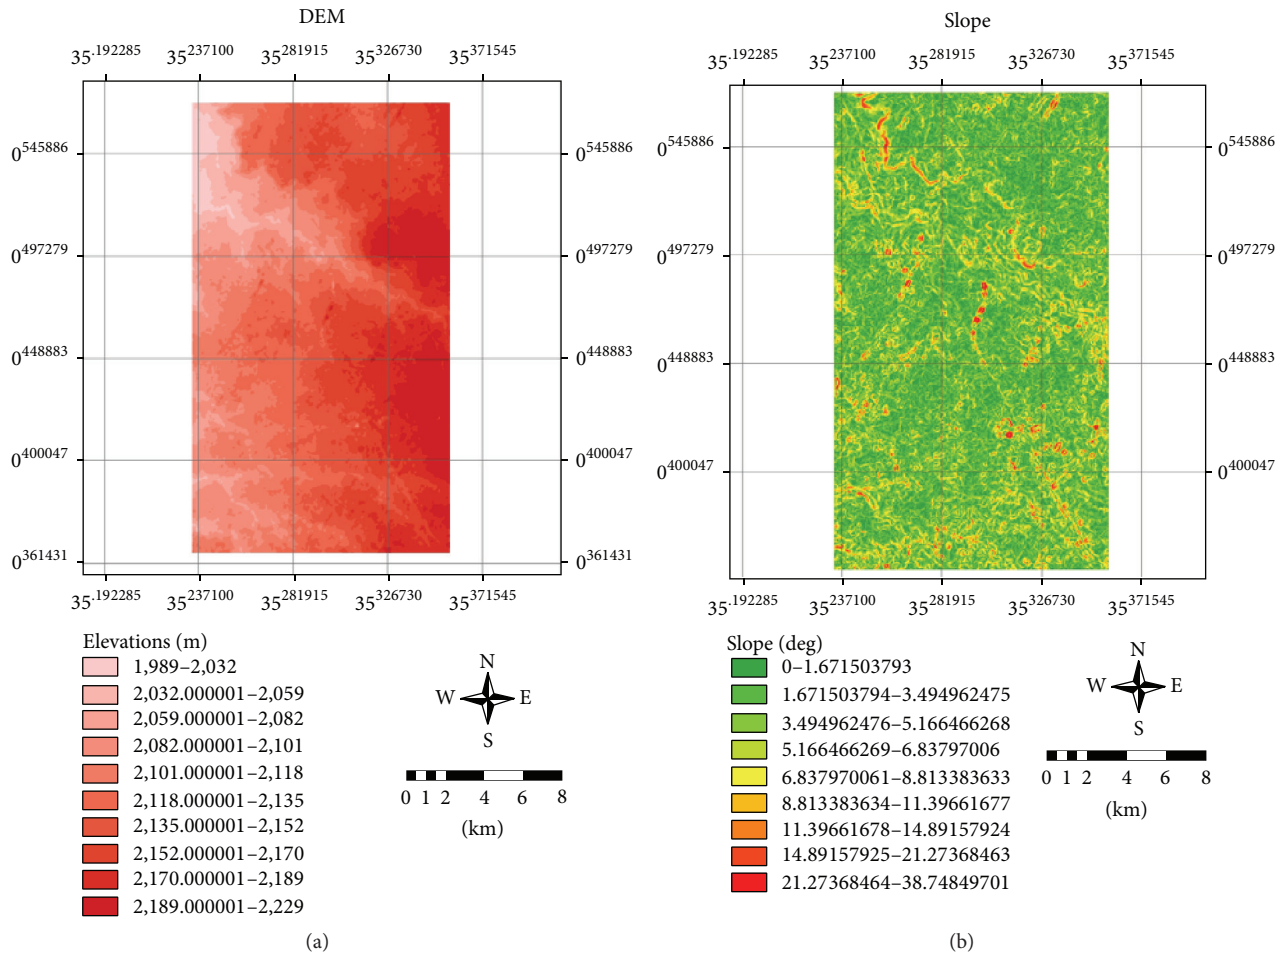 DEM
35.192285 35237100 35281915 35326730 35371545
0545886 0545886
0497279 0497279
0448883 0448883
0400047 0400047
0361431 0361431
35.192285 35237100 35281915 35326730 35371545
Elevations (m)
1,989–2,032
2,032.000001–2,059
2,059.000001–2,082
2,082.000001–2,101
2,101.000001–2,118
2,118.000001–2,135
2,135.000001–2,152
2,152.000001–2,170
2,170.000001–2,189
2,189.000001–2,229
N
W E
S
0 1 2 4 6 8
(km)
(a)
Slope
35.192285 35237100 35281915 35326730 35371545
0545886 0545886
0497279 0497279
0448883 0448883
0400047 0400047
35.192285 35237100 35281915 35326730 35371545
Slope (deg)
0–1.671503793
1.671503794–3.494962475
3.494962476–5.166466268
5.166466269–6.83797006
6.837970061–8.813383633
8.813383634–11.39661677
11.39661678–14.89157924
14.89157925–21.27368463
21.27368464–38.74849701
N
W E
S
0 1 2 4 6 8
(km)
(b)